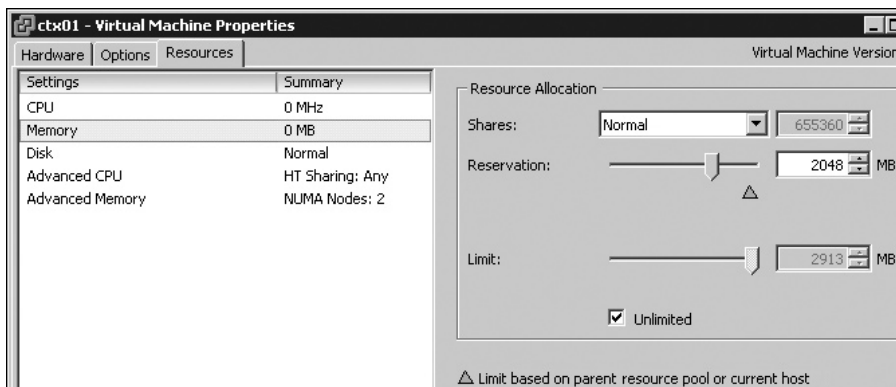 ctx01 - Virtual Machine Properties
Hardware Options Resources
Virtual Machine Version
Settings Summary
CPU 0 MHz
Memory 0 MB
Disk Normal
Advanced CPU HT Sharing: Any
Advanced Memory NUMA Nodes: 2
Resource Allocation
Shares: Normal 655360
Reservation: 2048 MB
Limit: 2913 MB
Unlimited
Limit based on parent resource pool or current host